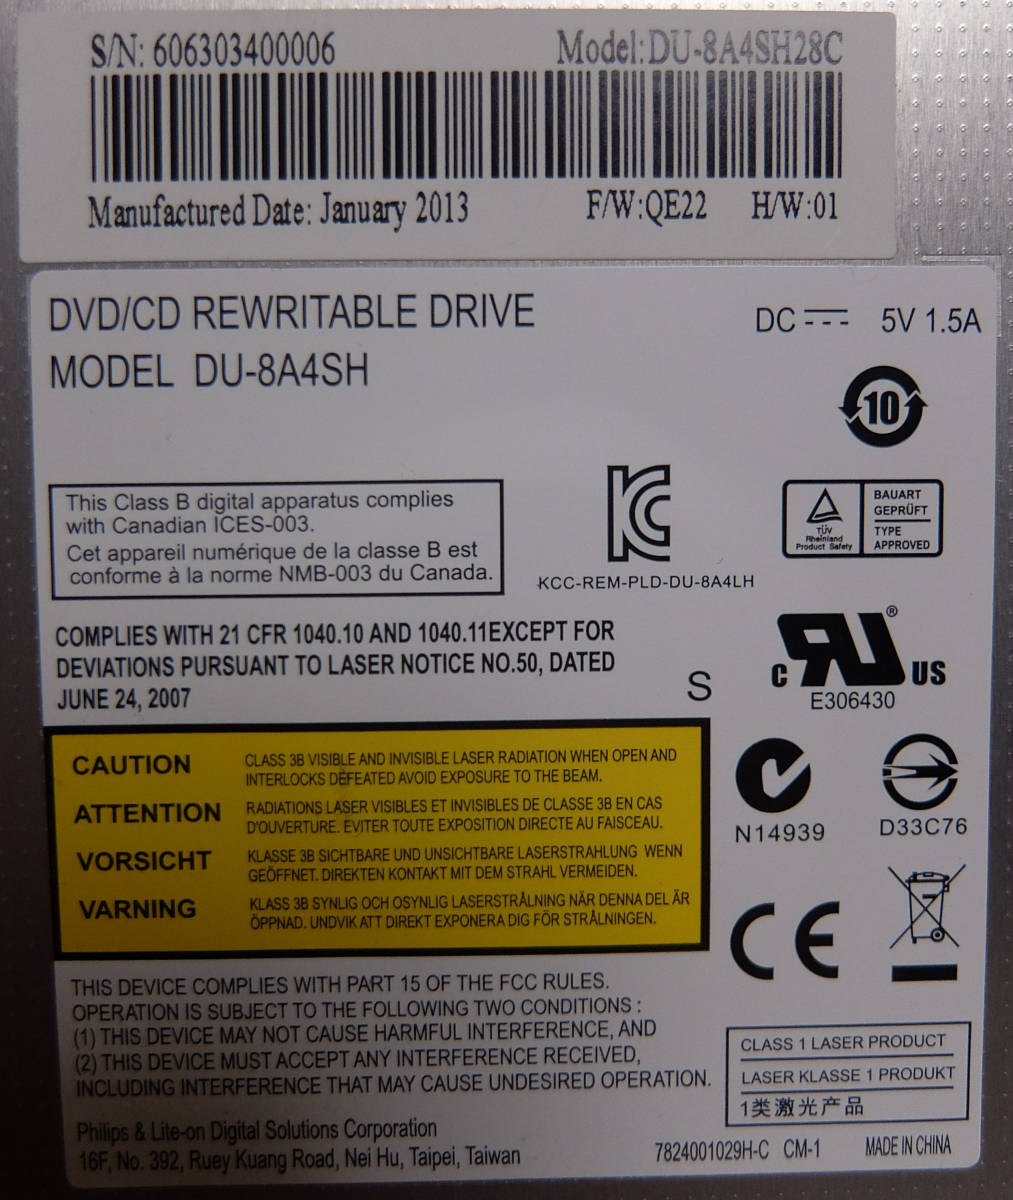 S/N: 606303400006 Model:DU-8A4SH28C
Manufactured Date: January 2013 F/W:QE22 H/W:01
DVD/CD REWRITABLE DRIVE
MODEL DU-8A4SH
DC 5V 1.5A
10
This Class B digital apparatus complies
with Canadian ICES-003.
Cet appareil numérique de la classe B est
conforme à la norme NMB-003 du Canada.
KCC-REM-PLD-DU-8A4LH
TÜV
Rheinland
Product Safety
BAUART
GEPRÜFT
TYPE
APPROVED
COMPLIES WITH 21 CFR 1040.10 AND 1040.11EXCEPT FOR
DEVIATIONS PURSUANT TO LASER NOTICE NO.50, DATED
JUNE 24, 2007
S
C RU® US
E306430
CAUTION CLASS 3B VISIBLE AND INVISIBLE LASER RADIATION WHEN OPEN AND
INTERLOCKS DEFEATED AVOID EXPOSURE TO THE BEAM.
ATTENTION RADIATIONS LASER VISIBLES ET INVISIBLES DE CLASSE 3B EN CAS
D'OUVERTURE. EVITER TOUTE EXPOSITION DIRECTE AU FAISCEAU.
VORSICHT KLASSE 3B SICHTBARE UND UNSICHTBARE LASERSTRAHLUNG WENN
GEÖFFNET. DIREKTEN KONTAKT MIT DEM STRAHL VERMEIDEN.
VARNING KLASS 3B SYNLIG OCH OSYNLIG LASERSTRÅLNING NÄR DENNA DEL ÄR
ÖPPNAD. UNDVIK ATT DIREKT EXPONERA DIG FÖR STRÅLNINGEN.
N14939
D33C76
CE
THIS DEVICE COMPLIES WITH PART 15 OF THE FCC RULES.
OPERATION IS SUBJECT TO THE FOLLOWING TWO CONDITIONS :
(1) THIS DEVICE MAY NOT CAUSE HARMFUL INTERFERENCE, AND
(2) THIS DEVICE MUST ACCEPT ANY INTERFERENCE RECEIVED,
INCLUDING INTERFERENCE THAT MAY CAUSE UNDESIRED OPERATION.
CLASS 1 LASER PRODUCT
LASER KLASSE 1 PRODUKT
1类激光产品
Philips & Lite-on Digital Solutions Corporation
16F, No. 392, Ruey Kuang Road, Nei Hu, Taipei, Taiwan
7824001029H-C CM-1 MADE IN CHINA